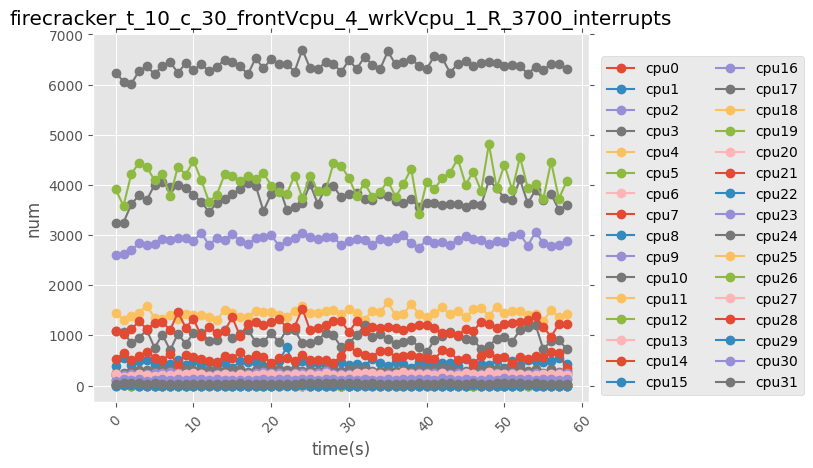 firecracker_t_10_c_30_frontVcpu_4_wrkVcpu_1_R_3700_interrupts
7000
6000
5000
4000
3000
2000
1000
0
num
0
10
20
30
40
50
60
time(s)
cpu0
cpu1
cpu2
cpu3
cpu4
cpu5
cpu6
cpu7
cpu8
cpu9
cpu10
cpu11
cpu12
cpu13
cpu14
cpu15
cpu16
cpu17
cpu18
cpu19
cpu20
cpu21
cpu22
cpu23
cpu24
cpu25
cpu26
cpu27
cpu28
cpu29
cpu30
cpu31